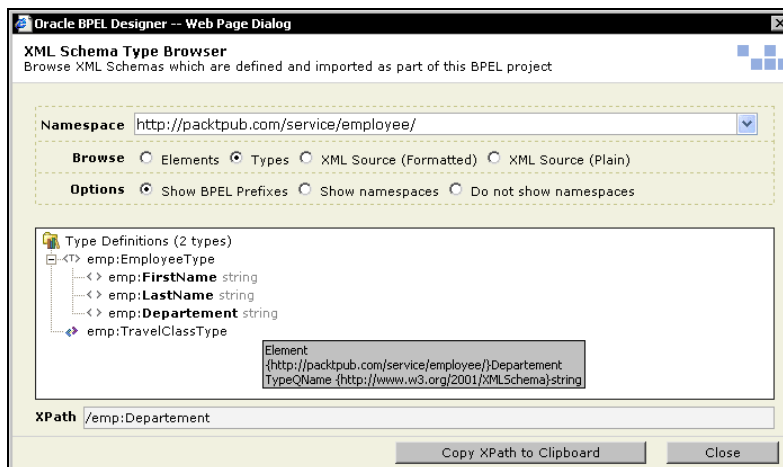 Oracle BPEL Designer -- Web Page Dialog
XML Schema Type Browser
Browse XML Schemas which are defined and imported as part of this BPEL project
Namespace http://packtpub.com/service/employee/
Browse Elements Types XML Source (Formatted) XML Source (Plain)
Options Show BPEL Prefixes Show namespaces Do not show namespaces
Type Definitions (2 types)
<T> emp:EmployeeType
<> emp:FirstName string
<> emp:LastName string
<> emp:Departement string
<> emp:TravelClassType
Element
{http://packtpub.com/service/employee/}Departement
TypeQName {http://www.w3.org/2001/XMLSchema}string
XPath /emp:Departement
Copy XPath to Clipboard Close